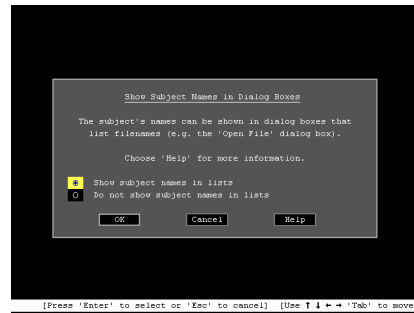 Show Subject Names in Dialog Boxes
The subject's names can be shown in dialog boxes that
list filenames (e.g. the 'Open File' dialog box).
Choose 'Help' for more information.
Show subject names in lists
Do not show subject names in lists
OK Cancel Help
[Press 'Enter' to select or 'Esc' to cancel] [Use ↑ ↓ ← → 'Tab' to move